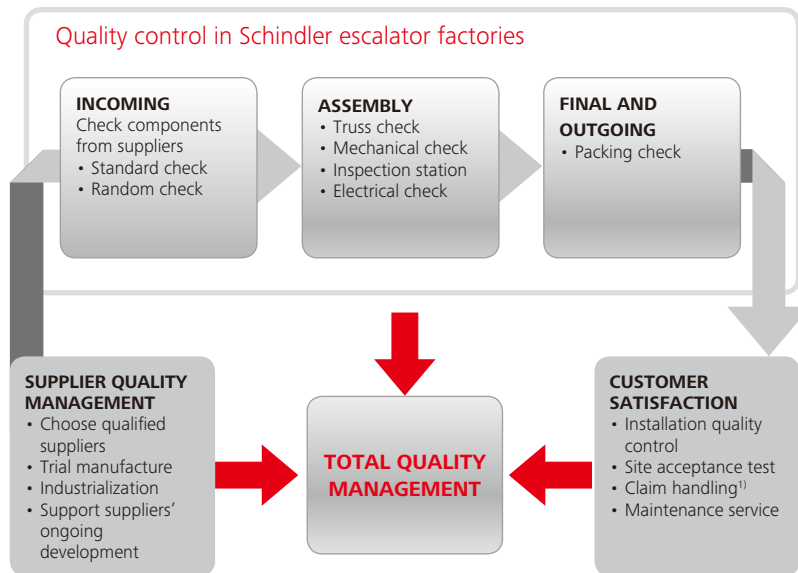 Quality control in Schindler escalator factories
INCOMING
Check components
from suppliers
• Standard check
• Random check
ASSEMBLY
• Truss check
• Mechanical check
• Inspection station
• Electrical check
FINAL AND
OUTGOING
• Packing check
SUPPLIER QUALITY
MANAGEMENT
• Choose qualified
suppliers
• Trial manufacture
• Industrialization
• Support suppliers’
ongoing
development
TOTAL QUALITY
MANAGEMENT
CUSTOMER
SATISFACTION
• Installation quality
control
• Site acceptance test
• Claim handling¹⁾
• Maintenance service